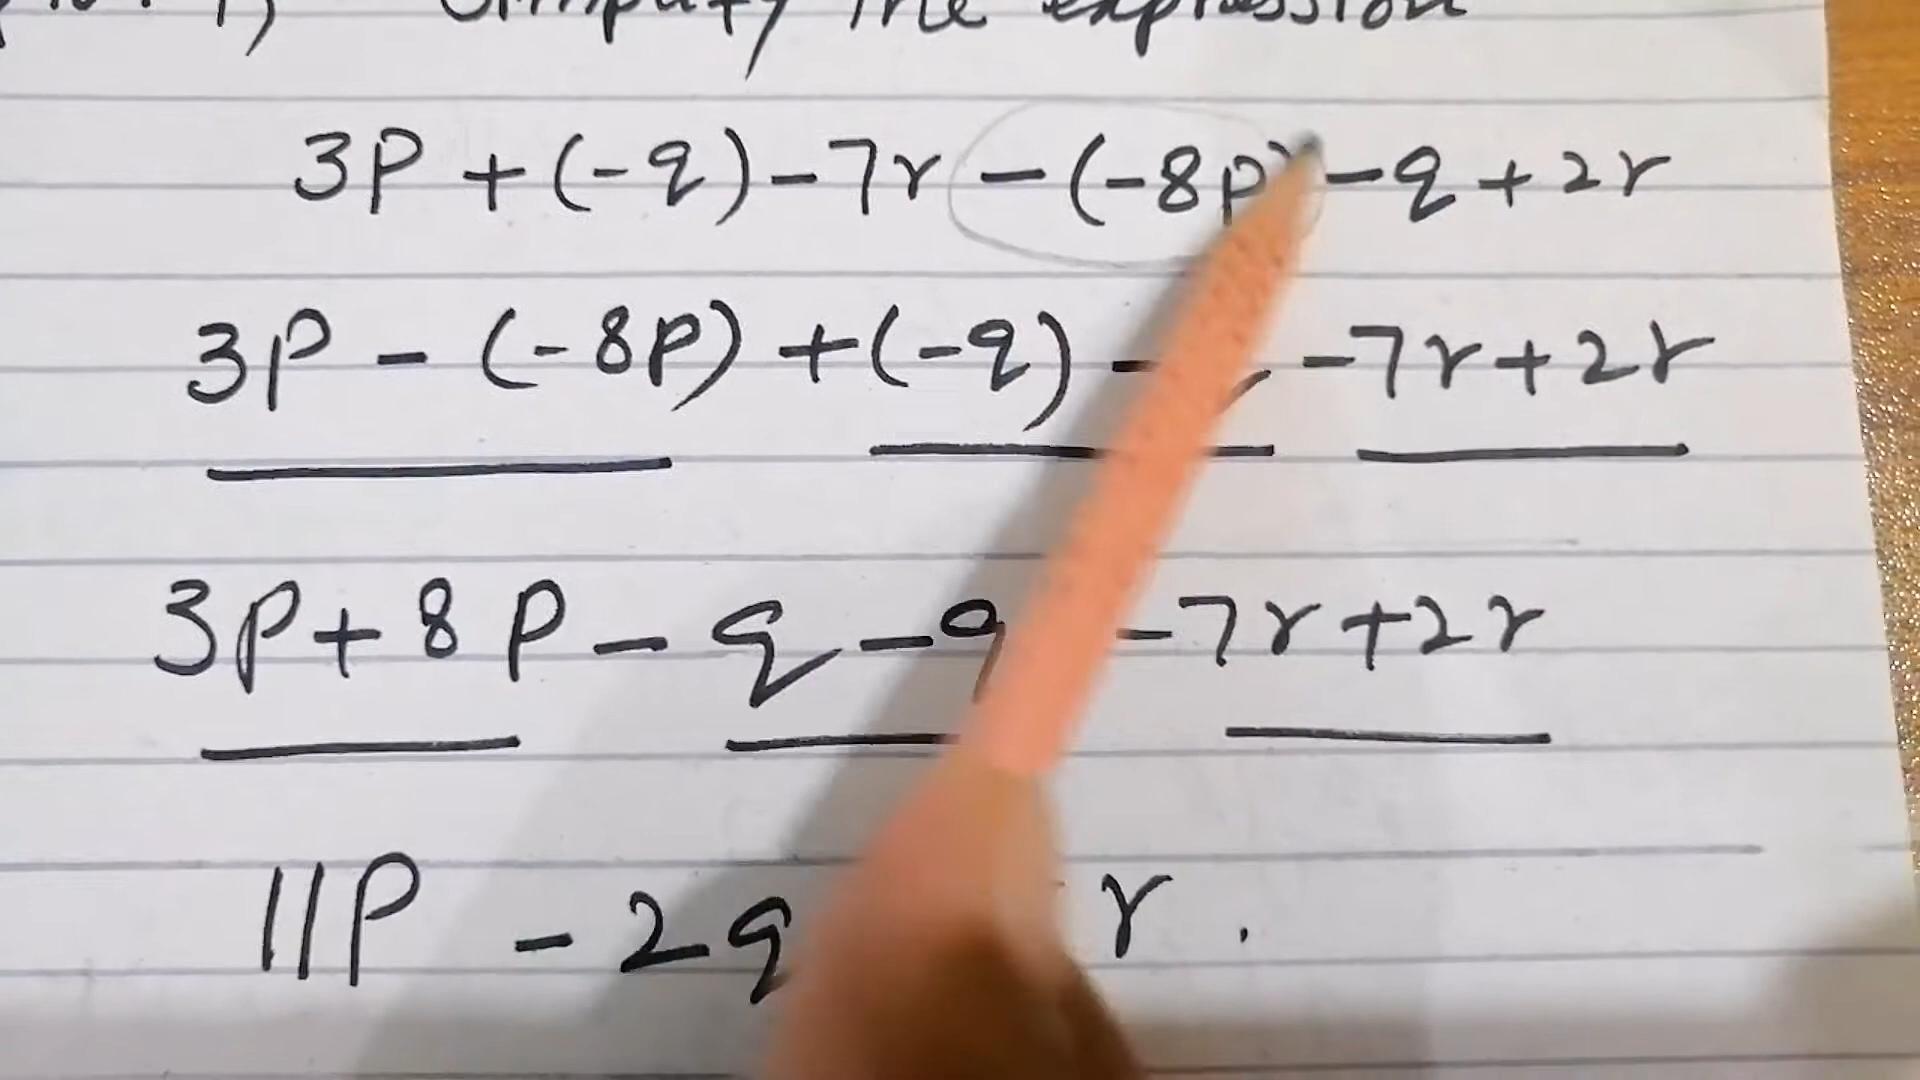 Simplify the expression
3p + (-q) - 7r - (-8p) - q + 2r
3p - (-8p) + (-q) - - 7r + 2r
3p + 8p - q - q - 7r + 2r
11p - 2q r .